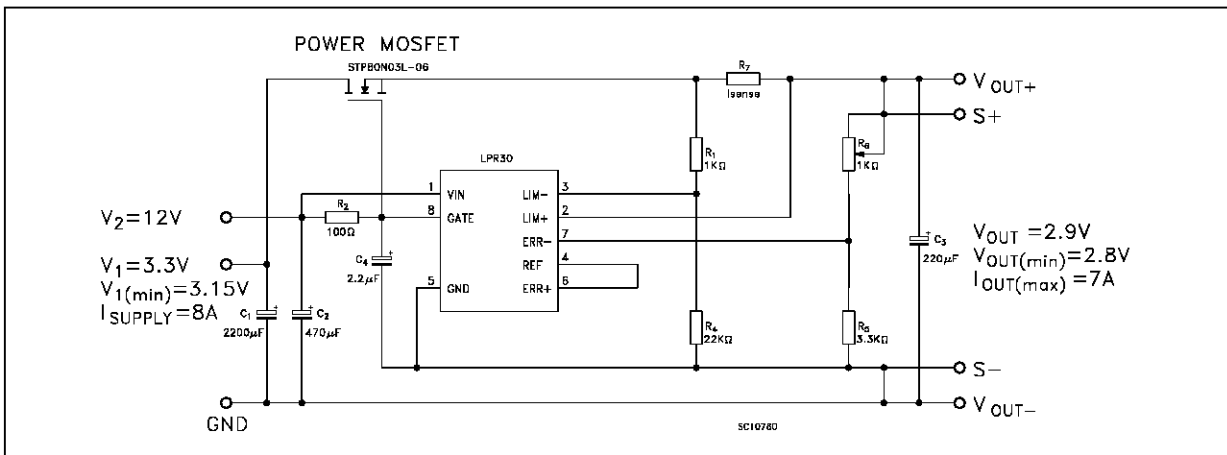 POWER MOSFET
STP80N03L-06
R7
Isense
VOUT+
S+
R1
1KΩ
R6
1KΩ
LPR30
1
VIN
LIM-
3
V2=12V
R2
100Ω
8
GATE
LIM+
2
ERR-
7
REF
4
ERR+
6
5
GND
C4
2.2µF
V1=3.3V
V1(min)=3.15V
ISUPPLY=8A
C1
2200µF
C2
470µF
R4
22KΩ
R5
3.3KΩ
C3
220µF
VOUT =2.9V
VOUT(min)=2.8V
IOUT(max)=7A
S-
GND
VOUT-
SC10780